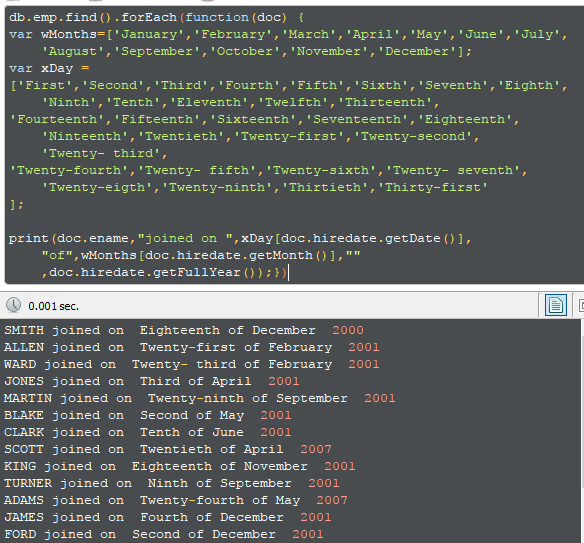 db.emp.find().forEach(function(doc) {
var wMonths=['January','February','March','April','May','June','July',
'August','September','October','November','December'];
var xDay =
['First','Second','Third','Fourth','Fifth','Sixth','Seventh','Eighth',
'Ninth','Tenth','Eleventh','Twelfth','Thirteenth',
'Fourteenth','Fifteenth','Sixteenth','Seventeenth','Eighteenth',
'Ninteenth','Twentieth','Twenty-first','Twenty-second',
'Twenty- third',
'Twenty-fourth','Twenty- fifth','Twenty-sixth','Twenty- seventh',
'Twenty-eigth','Twenty-ninth','Thirtieth','Thirty-first'
];
print(doc.ename,"joined on ",xDay[doc.hiredate.getDate()],
"of",wMonths[doc.hiredate.getMonth()],""
,doc.hiredate.getFullYear());})
0.001 sec.
SMITH joined on  Eighteenth of December  2000
ALLEN joined on  Twenty-first of February  2001
WARD joined on  Twenty- third of February  2001
JONES joined on  Third of April  2001
MARTIN joined on  Twenty-ninth of September  2001
BLAKE joined on  Second of May  2001
CLARK joined on  Tenth of June  2001
SCOTT joined on  Twentieth of April  2007
KING joined on  Eighteenth of November  2001
TURNER joined on  Ninth of September  2001
ADAMS joined on  Twenty-fourth of May  2007
JAMES joined on  Fourth of December  2001
FORD joined on  Second of December  2001